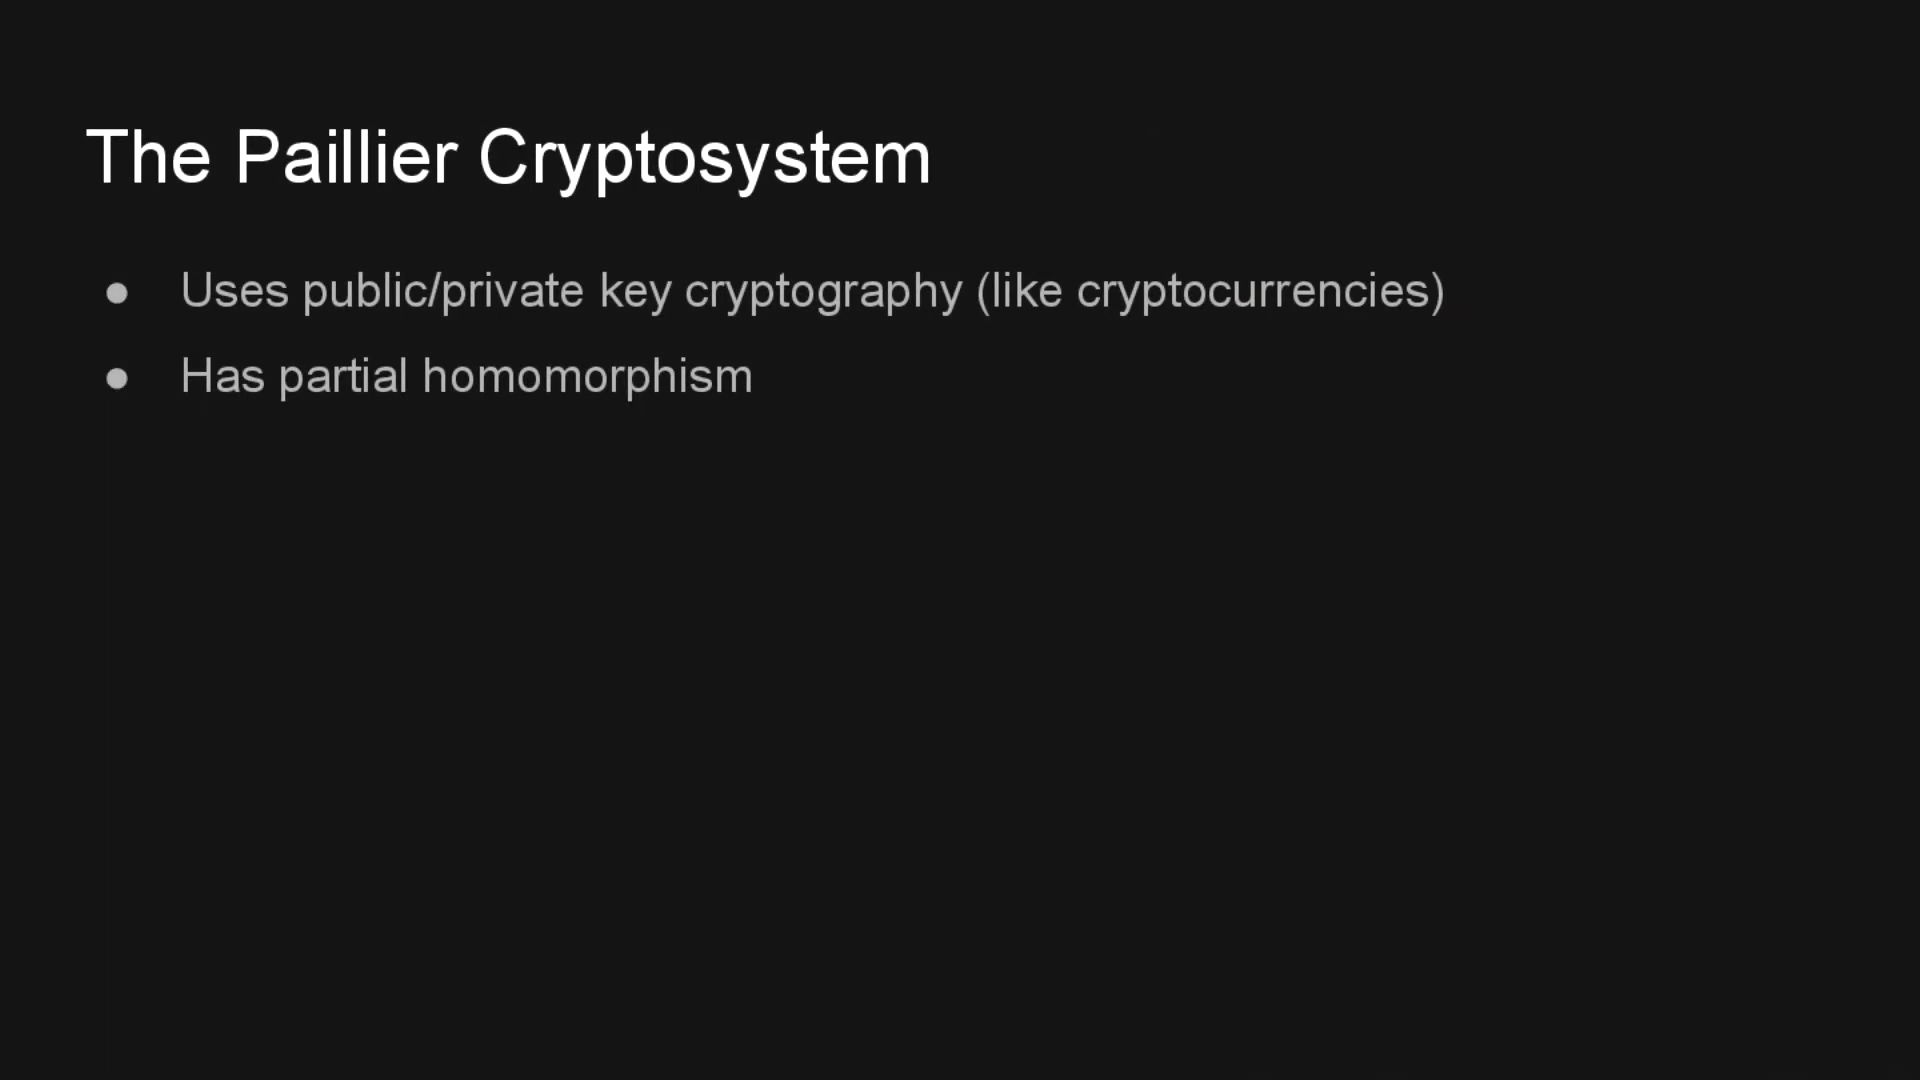 The Paillier Cryptosystem
● Uses public/private key cryptography (like cryptocurrencies)
● Has partial homomorphism